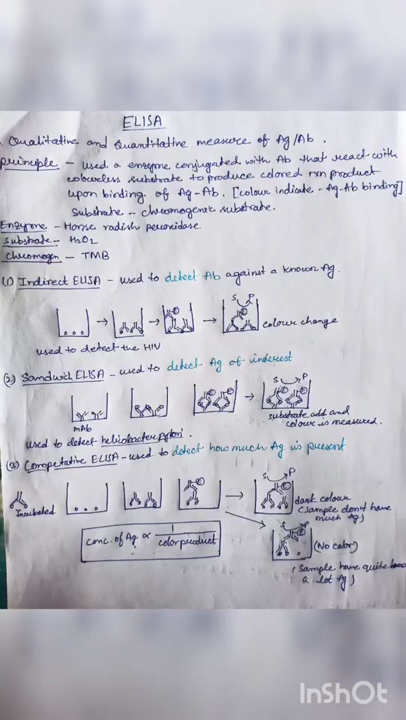 ELISA
Qualitative and Quantitative measure of Ag/Ab.
principle - used a enzyme conjugated with Ab that react with
colourless substrate to produce colored rxn product
upon binding of Ag-Ab. [colour indicate - Ag-Ab binding]
Substrate - chromogenic substrate.
Enzyme - Horse radish peroxidase
substrate - H2O2
chromogen - TMB
(1) Indirect ELISA - used to detect Ab against a known Ag.
S P
colour change
used to detect the HIV
(2) Sandwich ELISA - used to detect Ag of interest
S P
mAb
substrate add and
colour is measured.
used to detect heliobacter pylori.
(3) Competative ELISA - used to detect how much Ag is present
S P
Incubated
dark colour
(sample don't have
much Ag)
conc. of Ag ∝ 1/color product
S P
(No color)
(Sample have quite
a lot Ag)
InShOt